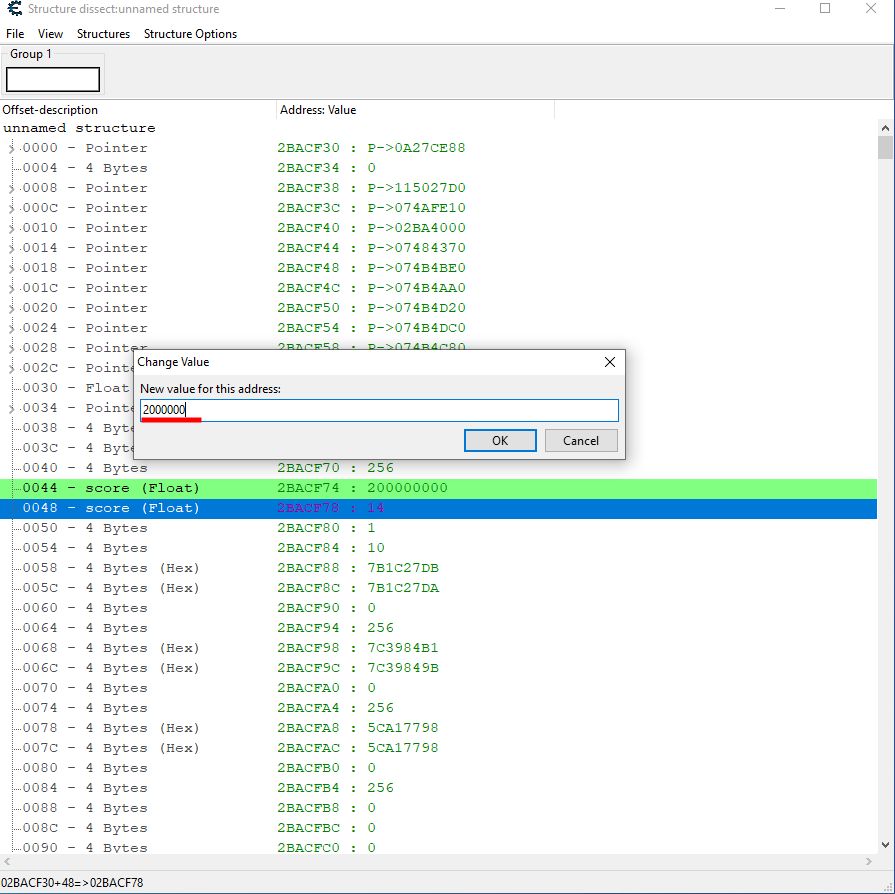 Structure dissect:unnamed structure
File View Structures Structure Options
Group 1
Offset-description Address: Value
unnamed structure
0000 - Pointer 2BACF30 : P->0A27CE88
0004 - 4 Bytes 2BACF34 : 0
0008 - Pointer 2BACF38 : P->115027D0
000C - Pointer 2BACF3C : P->074AFE10
0010 - Pointer 2BACF40 : P->02BA4000
0014 - Pointer 2BACF44 : P->07484370
0018 - Pointer 2BACF48 : P->074B4BE0
001C - Pointer 2BACF4C : P->074B4AA0
0020 - Pointer 2BACF50 : P->074B4D20
0024 - Pointer 2BACF54 : P->074B4DC0
0028 - Pointer 2BACF58 : P->074B4C80
002C - Pointe
0030 - Float
0034 - Pointe
0038 - 4 Byt
003C - 4 Byt
Change Value
New value for this address:
2000000
OK Cancel
0040 - 4 Bytes 2BACF70 : 256
0044 - score (Float) 2BACF74 : 200000000
0048 - score (Float) 2BACF78 : 14
0050 - 4 Bytes 2BACF80 : 1
0054 - 4 Bytes 2BACF84 : 10
0058 - 4 Bytes (Hex) 2BACF88 : 7B1C27DB
005C - 4 Bytes (Hex) 2BACF8C : 7B1C27DA
0060 - 4 Bytes 2BACF90 : 0
0064 - 4 Bytes 2BACF94 : 256
0068 - 4 Bytes (Hex) 2BACF98 : 7C3984B1
006C - 4 Bytes (Hex) 2BACF9C : 7C39849B
0070 - 4 Bytes 2BACFA0 : 0
0074 - 4 Bytes 2BACFA4 : 256
0078 - 4 Bytes (Hex) 2BACFA8 : 5CA17798
007C - 4 Bytes (Hex) 2BACFAC : 5CA17798
0080 - 4 Bytes 2BACFB0 : 0
0084 - 4 Bytes 2BACFB4 : 256
0088 - 4 Bytes 2BACFB8 : 0
008C - 4 Bytes 2BACFBC : 0
0090 - 4 Bytes 2BACFC0 : 0
02BACF30+48=>02BACF78